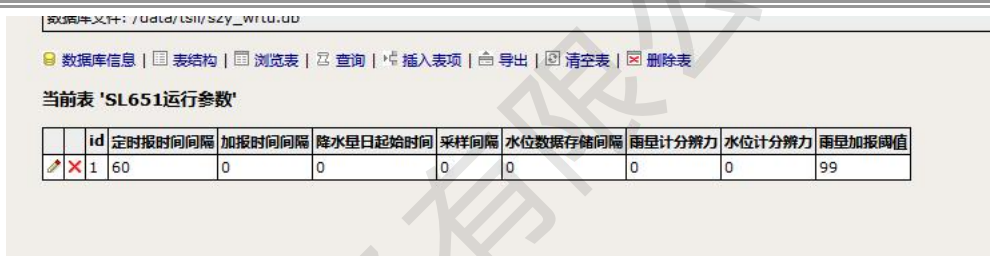 数据库文件: /data/tsli/szy_wrtu.db
数据库信息 | 表结构 | 浏览表 | 查询 | 插入表项 | 导出 | 清空表 | 删除表
当前表 'SL651运行参数'
id 定时报时间间隔 加报时间间隔 降水量日起始时间 采样间隔 水位数据存储间隔 雨量计分辨力 水位计分辨力 雨量加报阈值
1 60 0 0 0 0 0 0 99
有限公